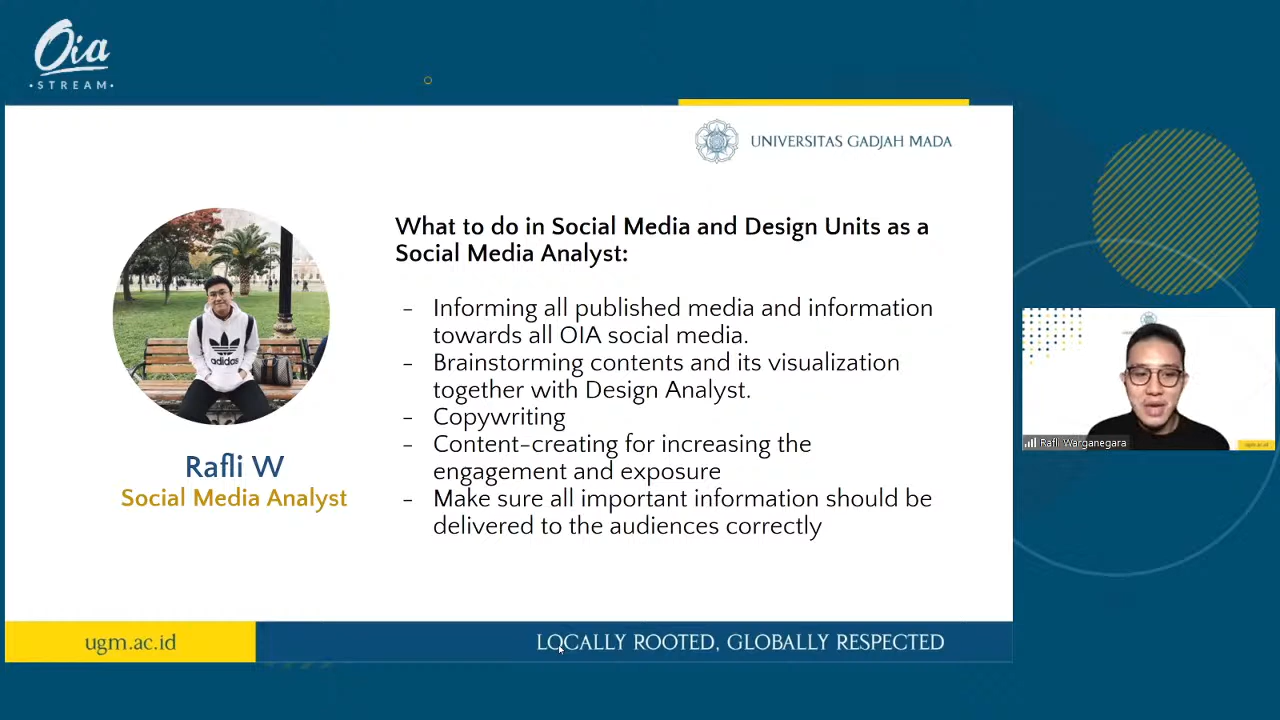 Oia
•STREAM•
UNIVERSITAS GADJAH MADA
What to do in Social Media and Design Units as a
Social Media Analyst:
- Informing all published media and information
towards all OIA social media.
- Brainstorming contents and its visualization
together with Design Analyst.
- Copywriting
- Content-creating for increasing the
engagement and exposure
- Make sure all important information should be
delivered to the audiences correctly
adidas
Rafli W
Social Media Analyst
Rafli Warganegara
ugm.ac.id
LOCALLY ROOTED, GLOBALLY RESPECTED